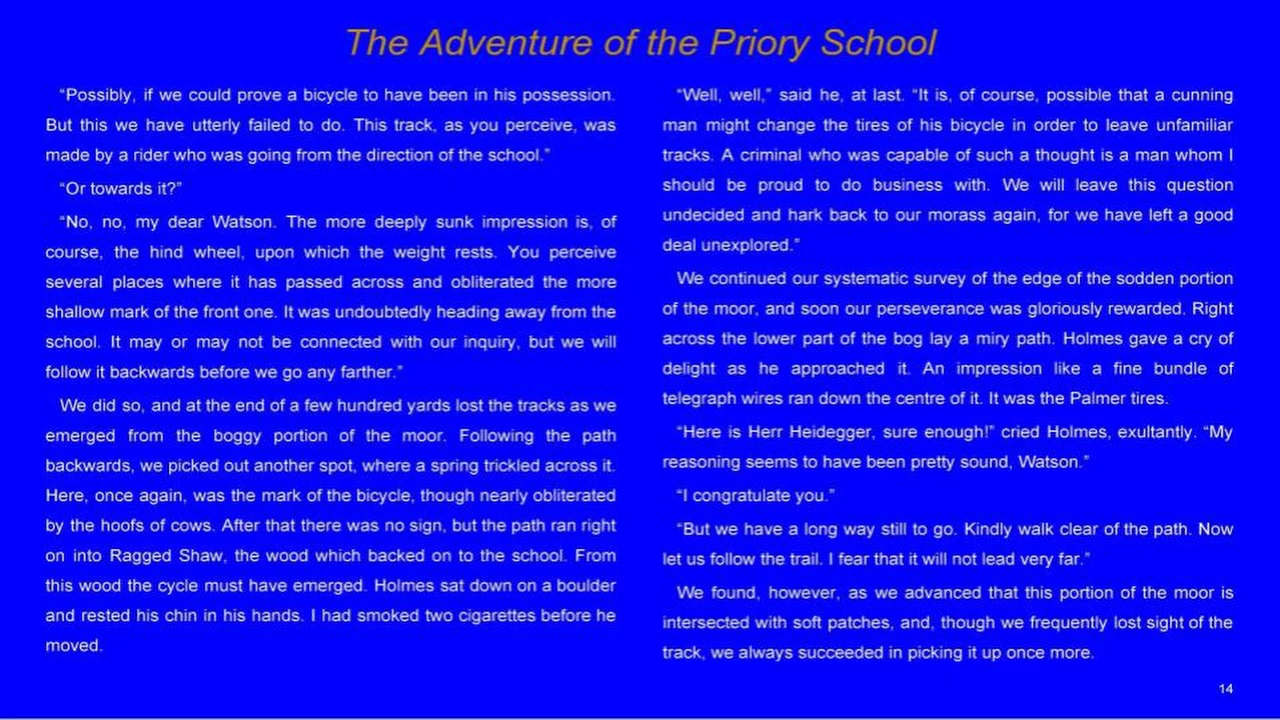 The Adventure of the Priory School
“Possibly, if we could prove a bicycle to have been in his possession.
But this we have utterly failed to do. This track, as you perceive, was
made by a rider who was going from the direction of the school.”
“Or towards it?”
“No, no, my dear Watson. The more deeply sunk impression is, of
course, the hind wheel, upon which the weight rests. You perceive
several places where it has passed across and obliterated the more
shallow mark of the front one. It was undoubtedly heading away from the
school. It may or may not be connected with our inquiry, but we will
follow it backwards before we go any farther.”
We did so, and at the end of a few hundred yards lost the tracks as we
emerged from the boggy portion of the moor. Following the path
backwards, we picked out another spot, where a spring trickled across it.
Here, once again, was the mark of the bicycle, though nearly obliterated
by the hoofs of cows. After that there was no sign, but the path ran right
on into Ragged Shaw, the wood which backed on to the school. From
this wood the cycle must have emerged. Holmes sat down on a boulder
and rested his chin in his hands. I had smoked two cigarettes before he
moved.
“Well, well,” said he, at last. “It is, of course, possible that a cunning
man might change the tires of his bicycle in order to leave unfamiliar
tracks. A criminal who was capable of such a thought is a man whom I
should be proud to do business with. We will leave this question
undecided and hark back to our morass again, for we have left a good
deal unexplored.”
We continued our systematic survey of the edge of the sodden portion
of the moor, and soon our perseverance was gloriously rewarded. Right
across the lower part of the bog lay a miry path. Holmes gave a cry of
delight as he approached it. An impression like a fine bundle of
telegraph wires ran down the centre of it. It was the Palmer tires.
“Here is Herr Heidegger, sure enough!” cried Holmes, exultantly. “My
reasoning seems to have been pretty sound, Watson.”
“I congratulate you.”
“But we have a long way still to go. Kindly walk clear of the path. Now
let us follow the trail. I fear that it will not lead very far.”
We found, however, as we advanced that this portion of the moor is
intersected with soft patches, and, though we frequently lost sight of the
track, we always succeeded in picking it up once more.
14